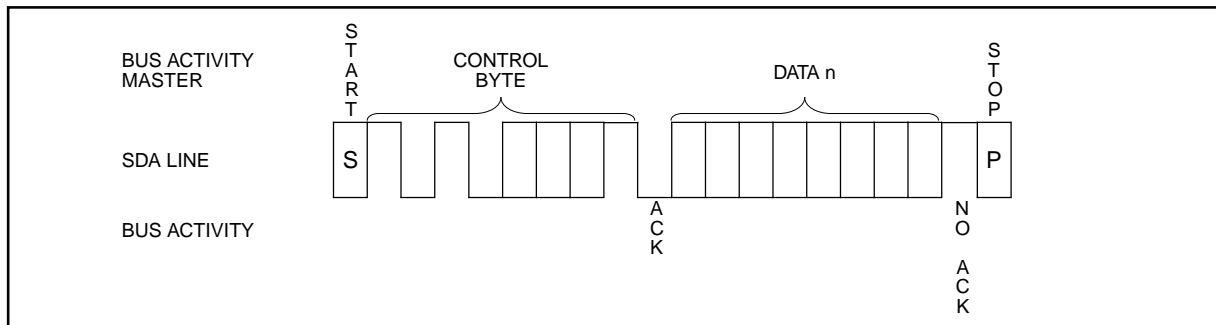 BUS ACTIVITY
MASTER
START
CONTROL
BYTE
DATA n
STOP
SDA LINE
S
P
BUS ACTIVITY
ACK
NO ACK